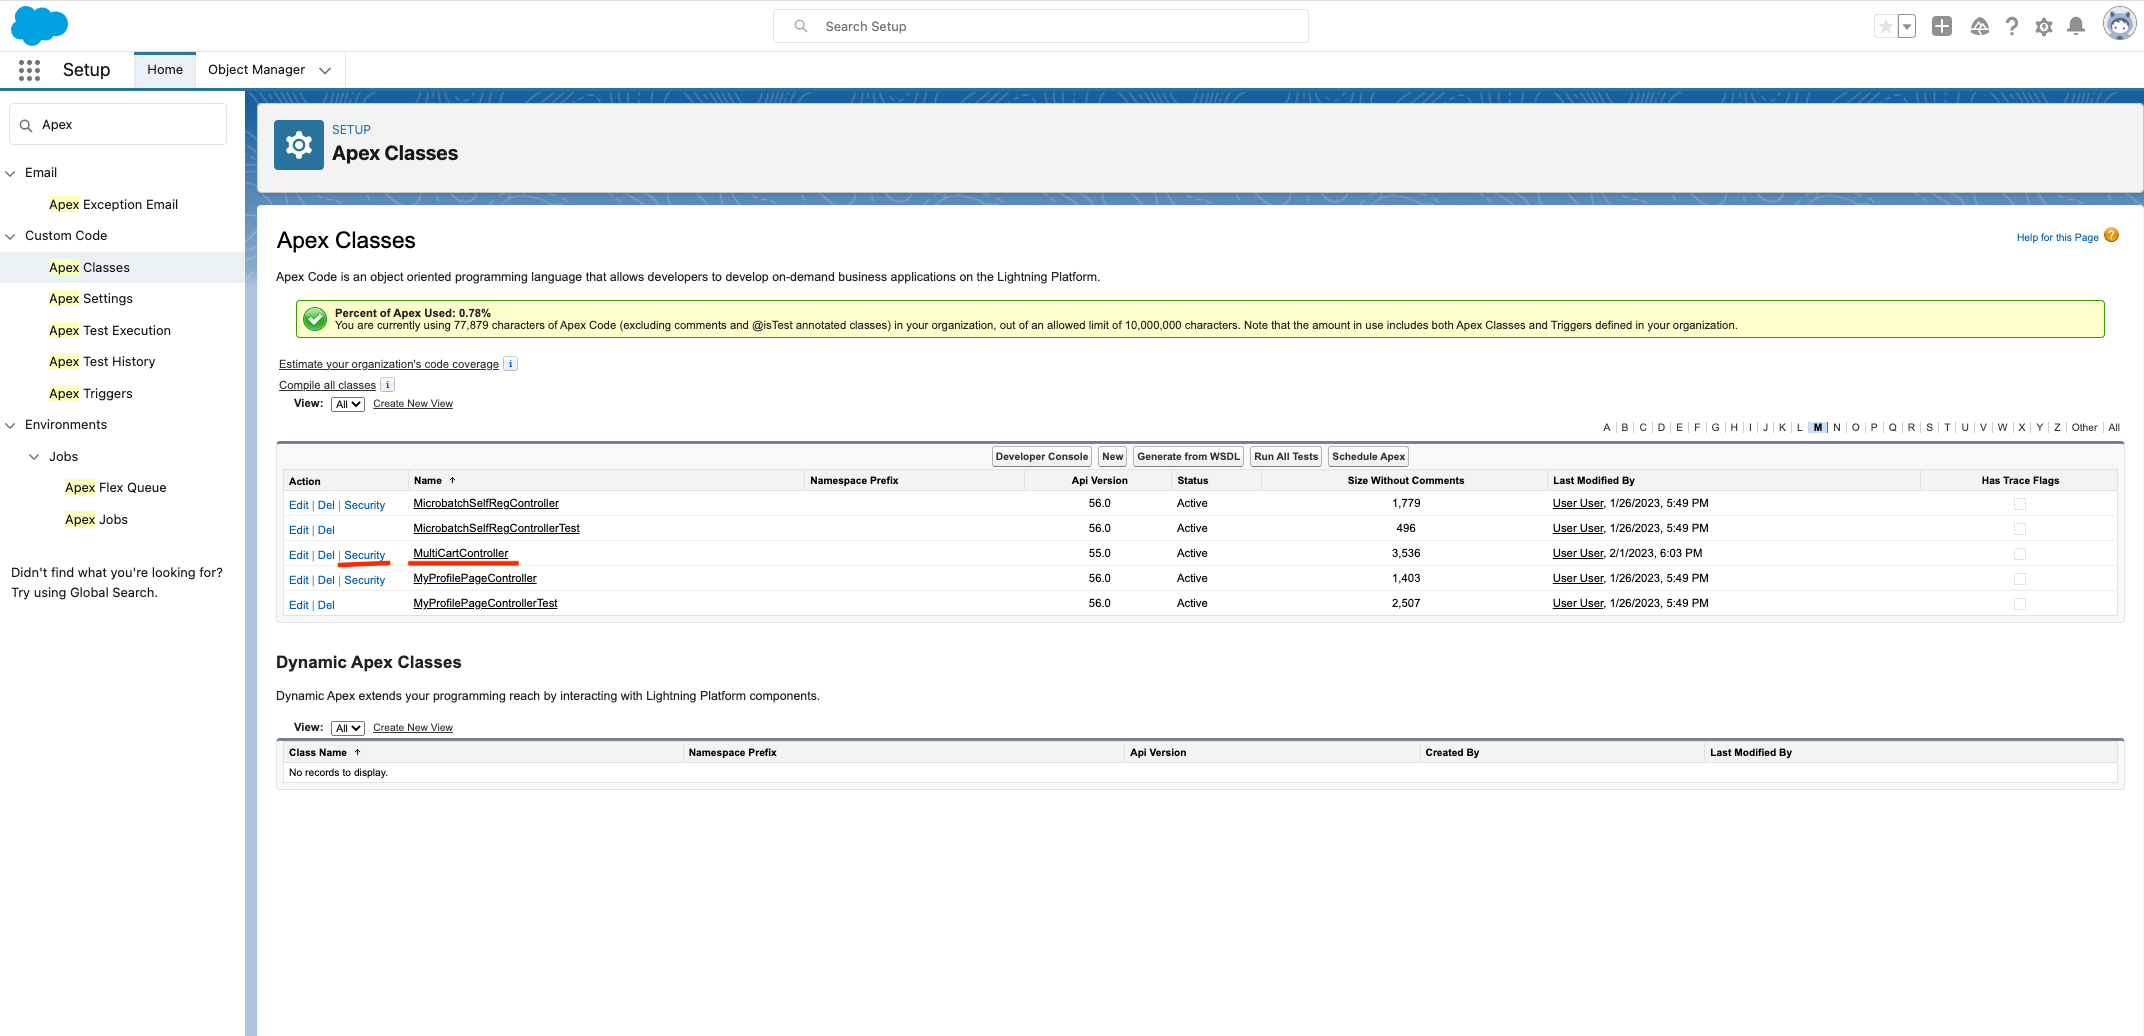 Search Setup
Setup
Home
Object Manager
Apex
Email
Apex Exception Email
Custom Code
Apex Classes
Apex Settings
Apex Test Execution
Apex Test History
Apex Triggers
Environments
Jobs
Apex Flex Queue
Apex Jobs
Didn't find what you're looking for?
Try using Global Search.
SETUP
Apex Classes
Apex Classes
Help for this Page ?
Apex Code is an object oriented programming language that allows developers to develop on-demand business applications on the Lightning Platform.
Percent of Apex Used: 0.78%
You are currently using 77,879 characters of Apex Code (excluding comments and @isTest annotated classes) in your organization, out of an allowed limit of 10,000,000 characters. Note that the amount in use includes both Apex Classes and Triggers defined in your organization.
Estimate your organization's code coverage i
Compile all classes i
View: All Create New View
A | B | C | D | E | F | G | H | I | J | K | L | M | N | O | P | Q | R | S | T | U | V | W | X | Y | Z | Other | All
Developer Console New Generate from WSDL Run All Tests Schedule Apex
Action Name ↑ Namespace Prefix Api Version Status Size Without Comments Last Modified By Has Trace Flags
Edit | Del | Security MicrobatchSelfRegController 56.0 Active 1,779 User User, 1/26/2023, 5:49 PM
Edit | Del MicrobatchSelfRegControllerTest 56.0 Active 496 User User, 1/26/2023, 5:49 PM
Edit | Del | Security MultiCartController 55.0 Active 3,536 User User, 2/1/2023, 6:03 PM
Edit | Del | Security MyProfilePageController 56.0 Active 1,403 User User, 1/26/2023, 5:49 PM
Edit | Del MyProfilePageControllerTest 56.0 Active 2,507 User User, 1/26/2023, 5:49 PM
Dynamic Apex Classes
Dynamic Apex extends your programming reach by interacting with Lightning Platform components.
View: All Create New View
Class Name ↑ Namespace Prefix Api Version Created By Last Modified By
No records to display.